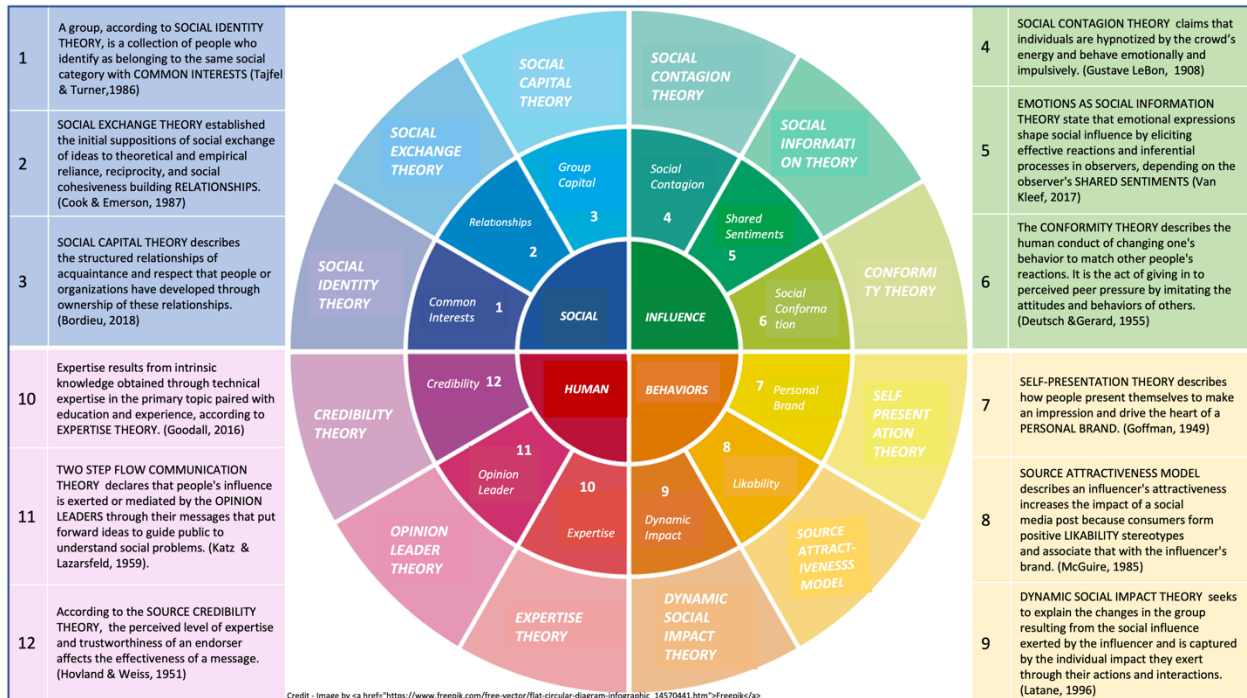 1
A group, according to SOCIAL IDENTITY
THEORY, is a collection of people who
identify as belonging to the same social
category with COMMON INTERESTS (Tajfel
& Turner,1986)
2
SOCIAL EXCHANGE THEORY established
the initial suppositions of social exchange
of ideas to theoretical and empirical
reliance, reciprocity, and social
cohesiveness building RELATIONSHIPS.
(Cook & Emerson, 1987)
3
SOCIAL CAPITAL THEORY describes
the structured relationships of
acquaintance and respect that people or
organizations have developed through
ownership of these relationships.
(Bordieu, 2018)
10
Expertise results from intrinsic
knowledge obtained through technical
expertise in the primary topic paired with
education and experience, according to
EXPERTISE THEORY. (Goodall, 2016)
11
TWO STEP FLOW COMMUNICATION
THEORY declares that people's influence
is exerted or mediated by the OPINION
LEADERS through their messages that put
forward ideas to guide public to
understand social problems. (Katz &
Lazarsfeld, 1959).
12
According to the SOURCE CREDIBILITY
THEORY, the perceived level of expertise
and trustworthiness of an endorser
affects the effectiveness of a message.
(Hovland & Weiss, 1951)
SOCIAL
CAPITAL
THEORY
SOCIAL
CONTAGION
THEORY
SOCIAL
EXCHANGE
THEORY
SOCIAL
INFORMATI
ON THEORY
SOCIAL
IDENTITY
THEORY
CONFORMI
TY THEORY
Group
Capital
3
Social
Contagion
4
Relationships
2
Shared
Sentiments
5
Common
Interests
1
Social
Conforma
tion
6
SOCIAL
INFLUENCE
HUMAN
BEHAVIORS
Credibility
12
7
Personal
Brand
11
Opinion
Leader
8
Likability
10
Expertise
9
Dynamic
Impact
CREDIBILITY
THEORY
SELF
PRESENT
ATION
THEORY
OPINION
LEADER
THEORY
SOURCE
ATTRACT-
IVENESSS
MODEL
EXPERTISE
THEORY
DYNAMIC
SOCIAL
IMPACT
THEORY
Credit - Image by <a href="https://www.freepik.com/free-vector/flat-circular-diagram-infographic_14570441.htm">Freepik</a>
4
SOCIAL CONTAGION THEORY claims that
individuals are hypnotized by the crowd's
energy and behave emotionally and
impulsively. (Gustave LeBon, 1908)
5
EMOTIONS AS SOCIAL INFORMATION
THEORY state that emotional expressions
shape social influence by eliciting
effective reactions and inferential
processes in observers, depending on the
observer's SHARED SENTIMENTS (Van
Kleef, 2017)
6
The CONFORMITY THEORY describes the
human conduct of changing one's
behavior to match other people's
reactions. It is the act of giving in to
perceived peer pressure by imitating the
attitudes and behaviors of others.
(Deutsch &Gerard, 1955)
7
SELF-PRESENTATION THEORY describes
how people present themselves to make
an impression and drive the heart of a
PERSONAL BRAND. (Goffman, 1949)
8
SOURCE ATTRACTIVENESS MODEL
describes an influencer's attractiveness
increases the impact of a social
media post because consumers form
positive LIKABILITY stereotypes
and associate that with the influencer's
brand. (McGuire, 1985)
9
DYNAMIC SOCIAL IMPACT THEORY seeks
to explain the changes in the group
resulting from the social influence
exerted by the influencer and is captured
by the individual impact they exert
through their actions and interactions.
(Latane, 1996)